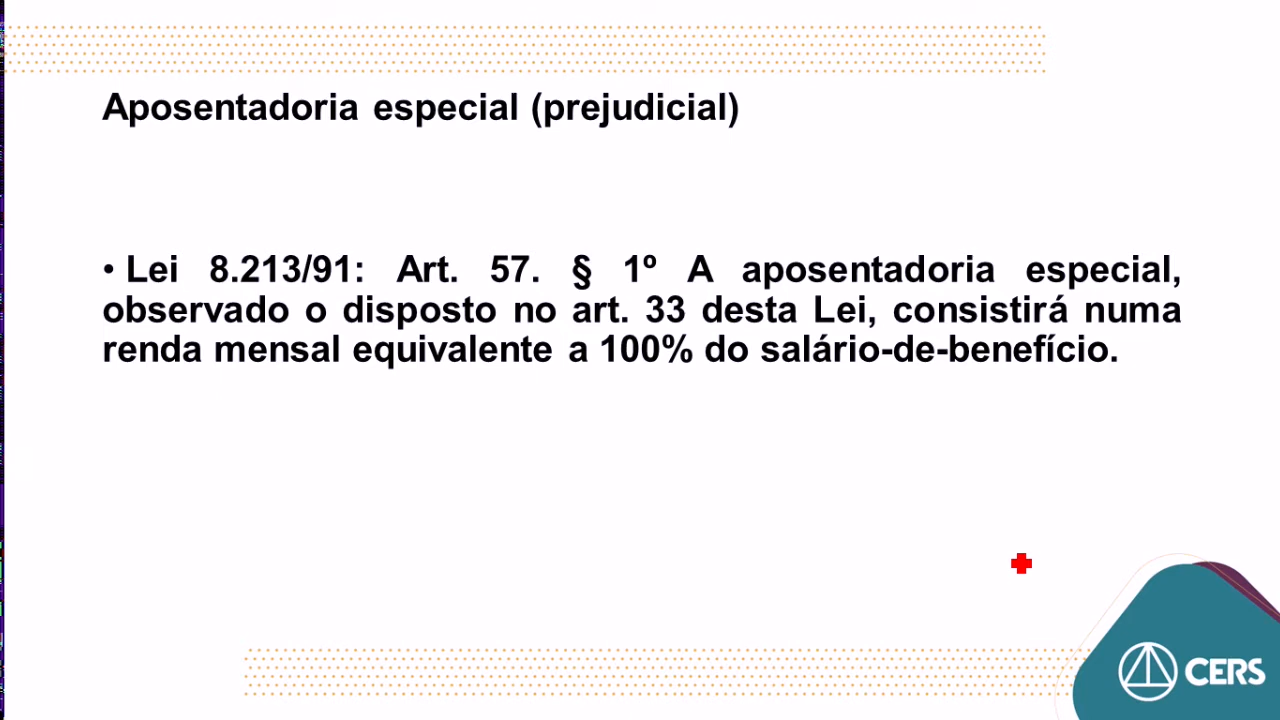 Aposentadoria especial (prejudicial)
• Lei 8.213/91: Art. 57. § 1º A aposentadoria especial,
observado o disposto no art. 33 desta Lei, consistirá numa
renda mensal equivalente a 100% do salário-de-benefício.
CERS